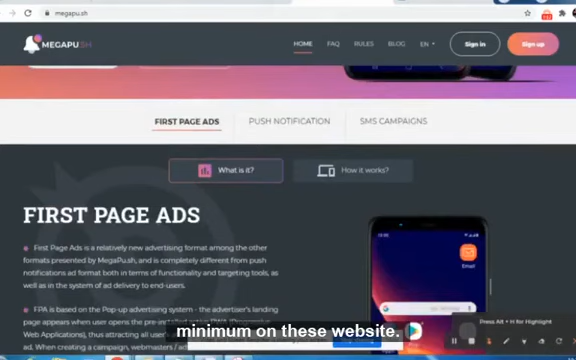 megapu.sh
MEGAPU.SH
HOME FAQ RULES BLOG EN Sign in Sign up
FIRST PAGE ADS PUSH NOTIFICATION SMS CAMPAIGNS
What is it? How it works?
FIRST PAGE ADS
First Page Ads is a relatively new advertising format among the other
formats presented by MegaPu.sh, and is completely different from push
notifications ad format both in terms of functionality and targeting tools, as
well as in the system of ad delivery to end-users.
FPA is based on the Pop-up advertising system - the advertiser's landing
page appears when user opens the pre-installed
Web Applications), thus attracting all
ad. When creating a campaign, webmasters /
Email
Google Play
Press Alt + H for Highlight
minimum on these website.